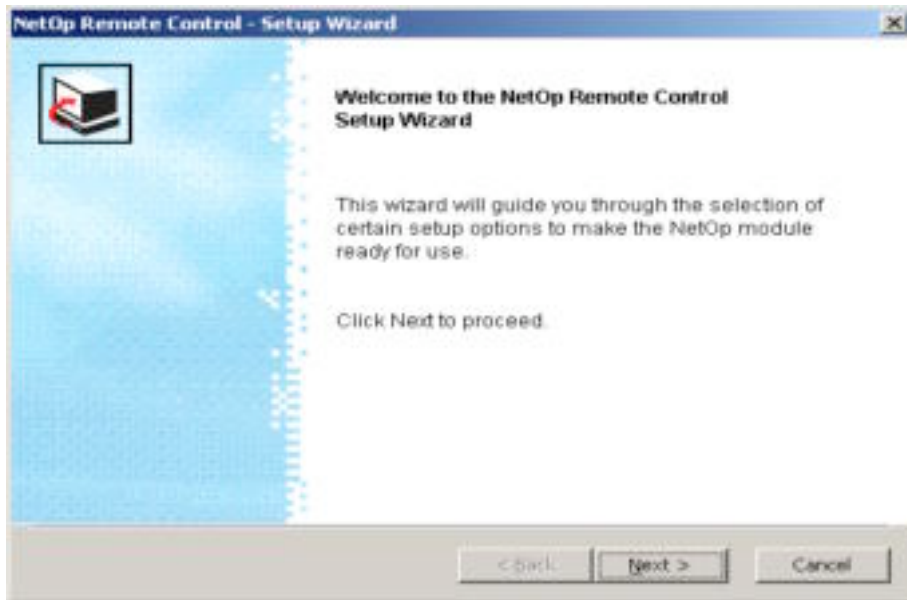 NetOp Remote Control - Setup Wizard
Welcome to the NetOp Remote Control
Setup Wizard
This wizard will guide you through the selection of
certain setup options to make the NetOp module
ready for use.
Click Next to proceed.
< Back
Next >
Cancel